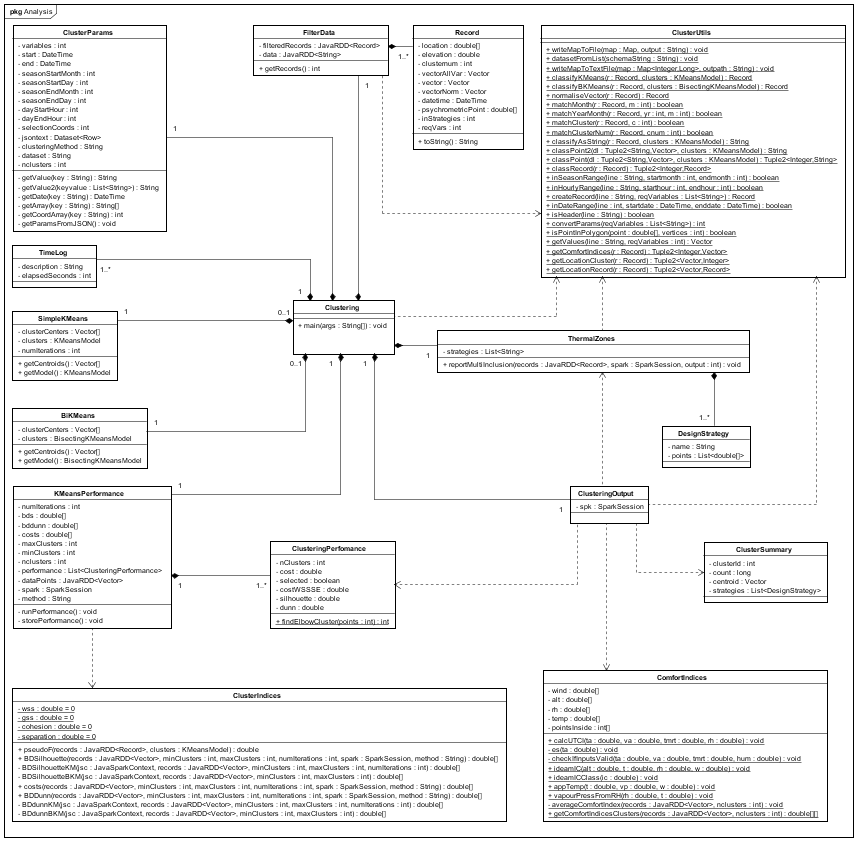 pkg Analysis
ClusterParams
- variables : int
- start : DateTime
- end : DateTime
- seasonStartMonth : int
- seasonStartDay : int
- seasonEndMonth : int
- seasonEndDay : int
- dayStartHour : int
- dayEndHour : int
- selectionCoords : int
- jsontext : Dataset<Row>
- clusteringMethod : String
- dataset : String
- nclusters : int
- getValue(key : String) : String
- getValue2(keyvalue : List<String>) : String
- getDate(key : String) : DateTime
- getArray(key : String) : String[]
- getCoordArray(key : String) : int
- getParamsFromJSON() : void
1
FilterData
- filteredRecords : JavaRDD<Record>
- data : JavaRDD<String>
+ getRecords() : int
1
1..*
Record
- location : double[]
- elevation : double
- clusternum : int
- vectorAllVar : Vector
- vector : Vector
- vectorNorm : Vector
- datetime : DateTime
- psychrometricPoint : double[]
- inStrategies : int
- reqVars : int
+ toString() : String
ClusterUtils
+ writeMapToFile(map : Map, output : String) : void
+ datasetFromList(schemaString : String) : void
+ writeMapToTextFile(map : Map<Integer,Long>, outpath : String) : void
+ classifyKMeans(r : Record, clusters : KMeansModel) : Record
+ classifyBKMeans(r : Record, clusters : BisectingKMeansModel) : Record
+ normaliseVector(r : Record) : Record
+ matchMonth(r : Record, m : int) : boolean
+ matchYearMonth(r : Record, yr : int, m : int) : boolean
+ matchCluster(r : Record, c : int) : boolean
+ matchClusterNum(r : Record, cnum : int) : boolean
+ classifyAsString(r : Record, clusters : KMeansModel) : String
+ classPoint2(dl : Tuple2<String,Vector>, clusters : KMeansModel) : String
+ classPoint(dl : Tuple2<String,Vector>, clusters : KMeansModel) : Tuple2<Integer,String>
+ classRecord(r : Record) : Tuple2<Integer,Record>
+ inSeasonRange(line : String, startmonth : int, endmonth : int) : boolean
+ inHourlyRange(line : String, starthour : int, endhour : int) : boolean
+ createRecord(line : String, reqVariables : List<String>) : Record
+ inDateRange(line : int, startdate : DateTime, enddate : DateTime) : boolean
+ isHeader(line : String) : boolean
+ convertParams(reqVariables : List<String>) : int
+ isPointInPolygon(point : double[], vertices : int) : boolean
+ getValues(line : String, reqVariables : int) : Vector
+ getComfortIndices(r : Record) : Tuple2<Integer,Vector>
+ getLocationCluster(r : Record) : Tuple2<Vector,Integer>
+ getLocationRecord(r : Record) : Tuple2<Vector,Record>
TimeLog
- description : String
- elapsedSeconds : int
1..*
1
SimpleKMeans
- clusterCenters : Vector[]
- clusters : KMeansModel
- numIterations : int
+ getCentroids() : Vector[]
+ getModel() : KMeansModel
1
0..1
Clustering
+ main(args : String[]) : void
0..1
1
1
1
ThermalZones
- strategies : List<String>
+ reportMultiInclusion(records : JavaRDD<Record>, spark : SparkSession, output : int) : void
1..*
DesignStrategy
- name : String
- points : List<double[]>
BiKMeans
- clusterCenters : Vector[]
- clusters : BisectingKMeansModel
+ getCentroids() : Vector[]
+ getModel() : BisectingKMeansModel
1
KMeansPerformance
- numIterations : int
- bds : double[]
- bddunn : double[]
- costs : double[]
- maxClusters : int
- minClusters : int
- nclusters : int
- performance : List<ClusteringPerformance>
- dataPoints : JavaRDD<Vector>
- spark : SparkSession
- method : String
- runPerformance() : void
- storePerformance() : void
1
1
1..*
ClusteringPerfomance
- nClusters : int
- cost : double
- selected : boolean
- costWSSSE : double
- silhouette : double
- dunn : double
+ findElbowCluster(points : int) : int
ClusteringOutput
- spk : SparkSession
1
ClusterSummary
- clusterId : int
- count : long
- centroid : Vector
- strategies : List<DesignStrategy>
ClusterIndices
- wss : double = 0
- gss : double = 0
- cohesion : double = 0
- separation : double = 0
+ pseudoF(records : JavaRDD<Record>, clusters : KMeansModel) : double
+ BDSilhouette(records : JavaRDD<Vector>, minClusters : int, maxClusters : int, numIterations : int, spark : SparkSession, method : String) : double[]
- BDSilhouetteKM(jsc : JavaSparkContext, records : JavaRDD<Vector>, minClusters : int, maxClusters : int, numIterations : int) : double[]
- BDSilhouetteBKM(jsc : JavaSparkContext, records : JavaRDD<Vector>, minClusters : int, maxClusters : int) : double[]
+ costs(records : JavaRDD<Vector>, minClusters : int, maxClusters : int, numIterations : int, spark : SparkSession, method : String) : double[]
+ BDDunn(records : JavaRDD<Vector>, minClusters : int, maxClusters : int, numIterations : int, spark : SparkSession, method : String) : double[]
- BDdunnKM(jsc : JavaSparkContext, records : JavaRDD<Vector>, minClusters : int, maxClusters : int, numIterations : int) : double[]
- BDdunnBKM(jsc : JavaSparkContext, records : JavaRDD<Vector>, minClusters : int, maxClusters : int) : double[]
ComfortIndices
- wind : double[]
- alt : double[]
- rh : double[]
- temp : double[]
- pointsInside : int[]
+ calcUTCI(ta : double, va : double, tmrt : double, rh : double) : void
- es(ta : double) : void
- checkIfInputsValid(ta : double, va : double, tmrt : double, hum : double) : void
+ ideamIC(alt : double, t : double, rh : double, w : double) : void
+ ideamICClass(ic : double) : void
+ appTemp(t : double, vp : double, w : double) : void
+ vapourPressFromRH(rh : double, t : double) : void
- averageComfortIndex(records : JavaRDD<Vector>, nclusters : int) : void
+ getComfortIndicesClusters(records : JavaRDD<Vector>, nclusters : int) : double[][]